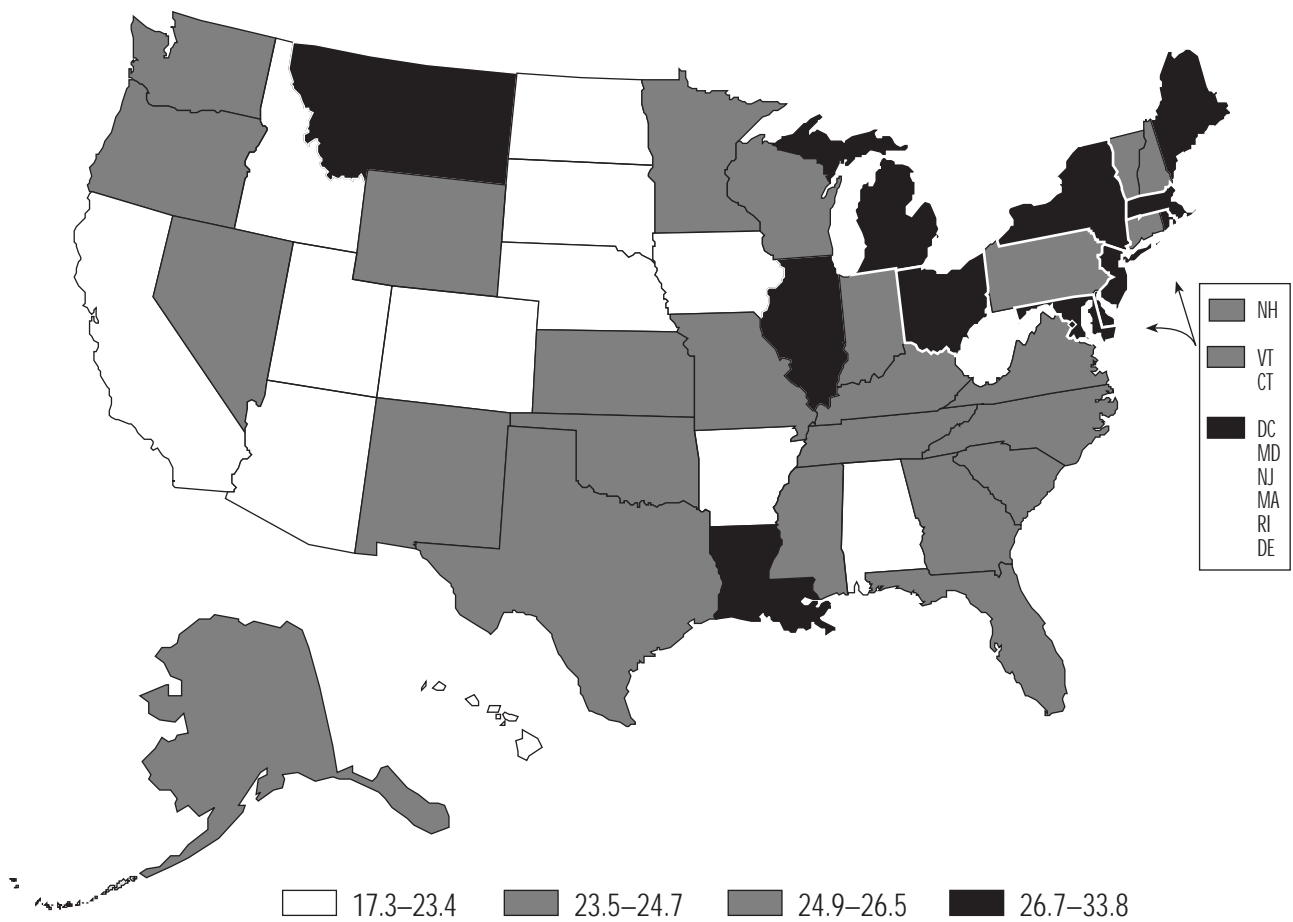 NH
VT
CT
DC
MD
NJ
MA
RI
DE
17.3–23.4 23.5–24.7 24.9–26.5 26.7–33.8